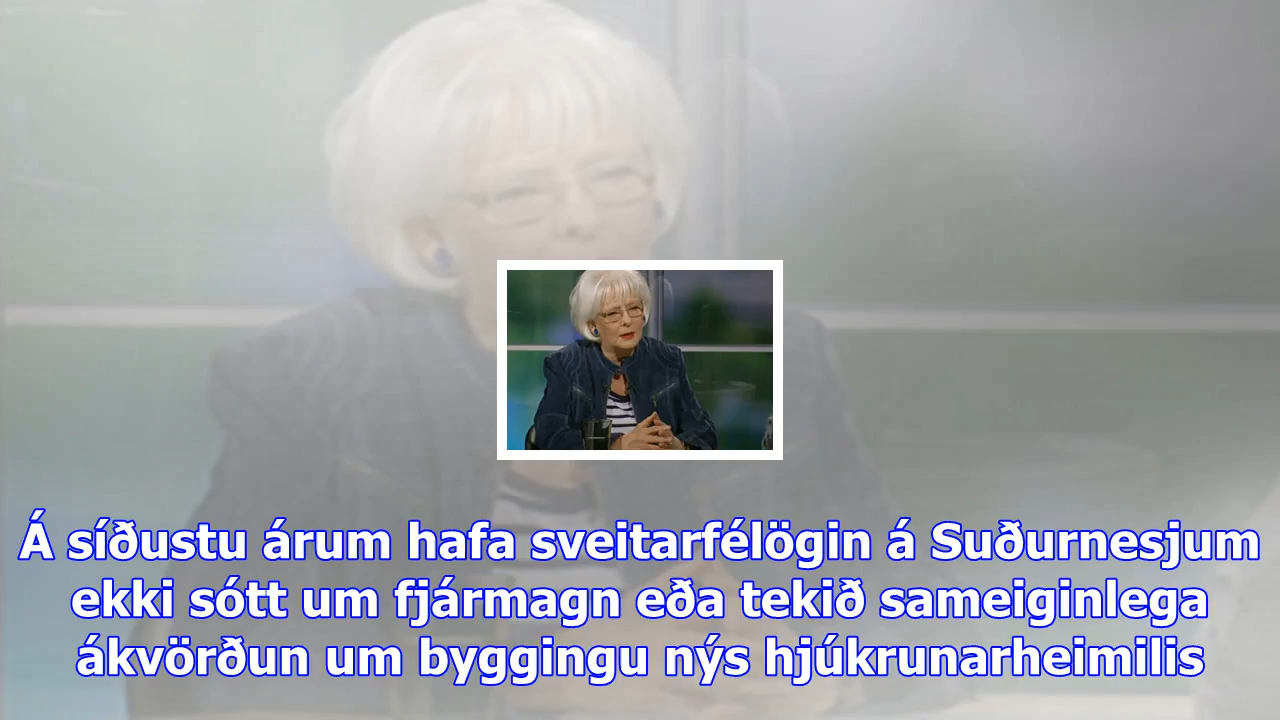 Á síðustu árum hafa sveitarfélögin á Suðurnesjum
ekki sótt um fjármagn eða tekið sameiginlega
ákvörðun um byggingu nýs hjúkrunarheimilis